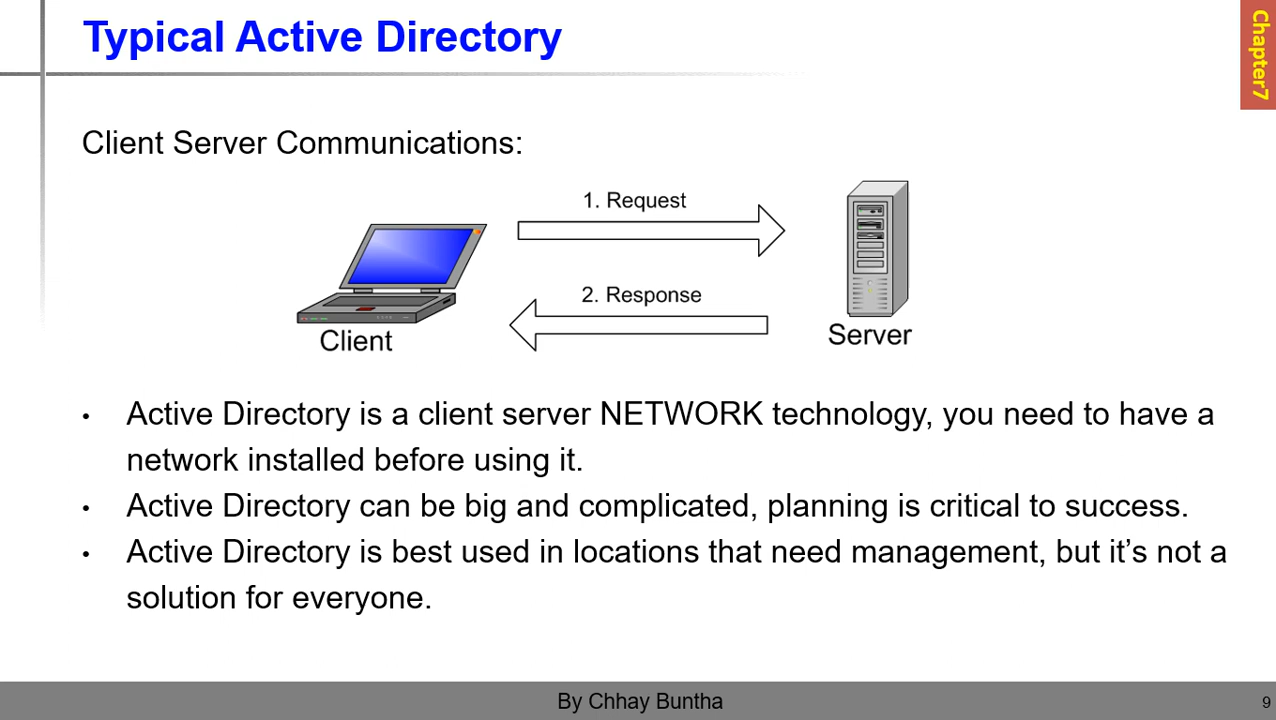 Typical Active Directory
Chapter7
Client Server Communications:
1. Request
2. Response
Client
Server
• Active Directory is a client server NETWORK technology, you need to have a
network installed before using it.
• Active Directory can be big and complicated, planning is critical to success.
• Active Directory is best used in locations that need management, but it’s not a
solution for everyone.
By Chhay Buntha
9